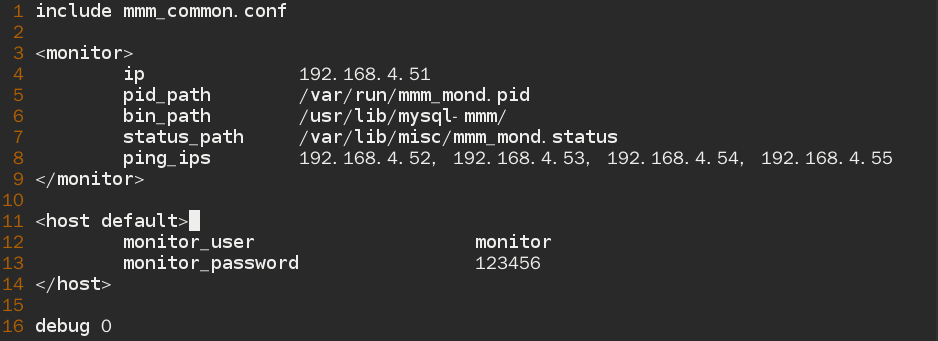 1 include mmm_common.conf
2
3 <monitor>
4 ip 192.168.4.51
5 pid_path /var/run/mmm_mond.pid
6 bin_path /usr/lib/mysql-mmm/
7 status_path /var/lib/misc/mmm_mond.status
8 ping_ips 192.168.4.52, 192.168.4.53, 192.168.4.54, 192.168.4.55
9 </monitor>
10
11 <host default>
12 monitor_user monitor
13 monitor_password 123456
14 </host>
15
16 debug 0